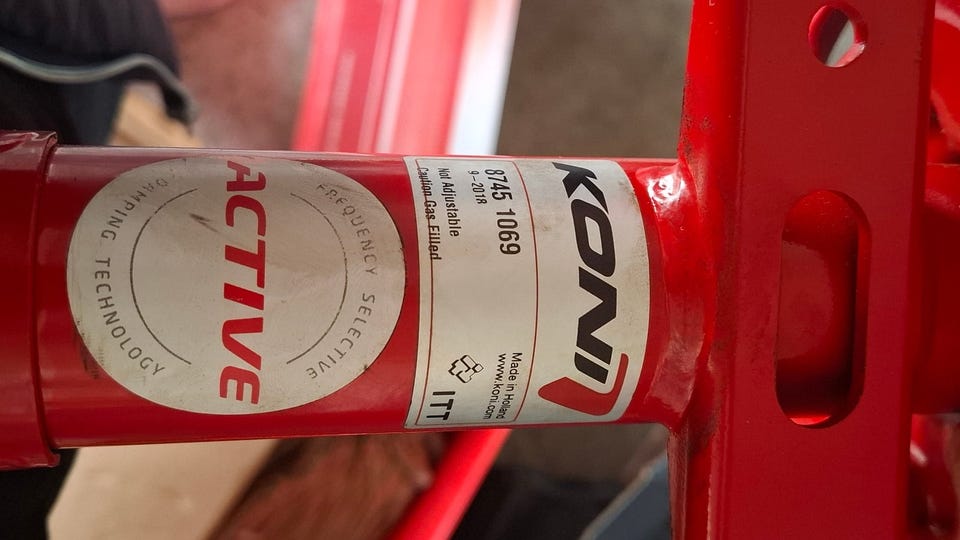 KONI
8745 1069
9-2018
Not Adjustable
Caution Gas Filled
Made in Holland
www.koni.com
ITT
FREQUENCY SELECTIVE
ACTIVE
DAMPING TECHNOLOGY